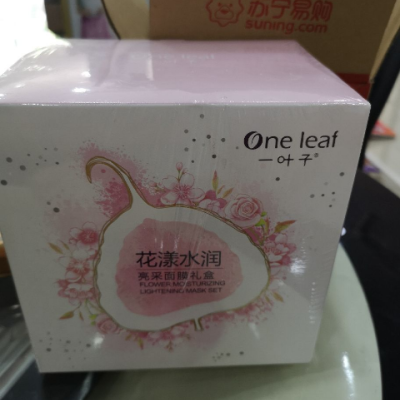 苏宁易购
suning.com
One leaf
一叶子®
花漾水润
亮采面膜礼盒
FLOWER MOISTURIZING
LIGHTENING MASK SET